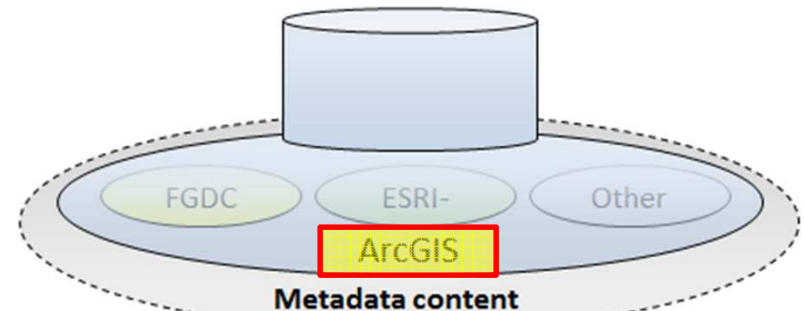 FGDC
ESRI-
Other
ArcGIS
Metadata content